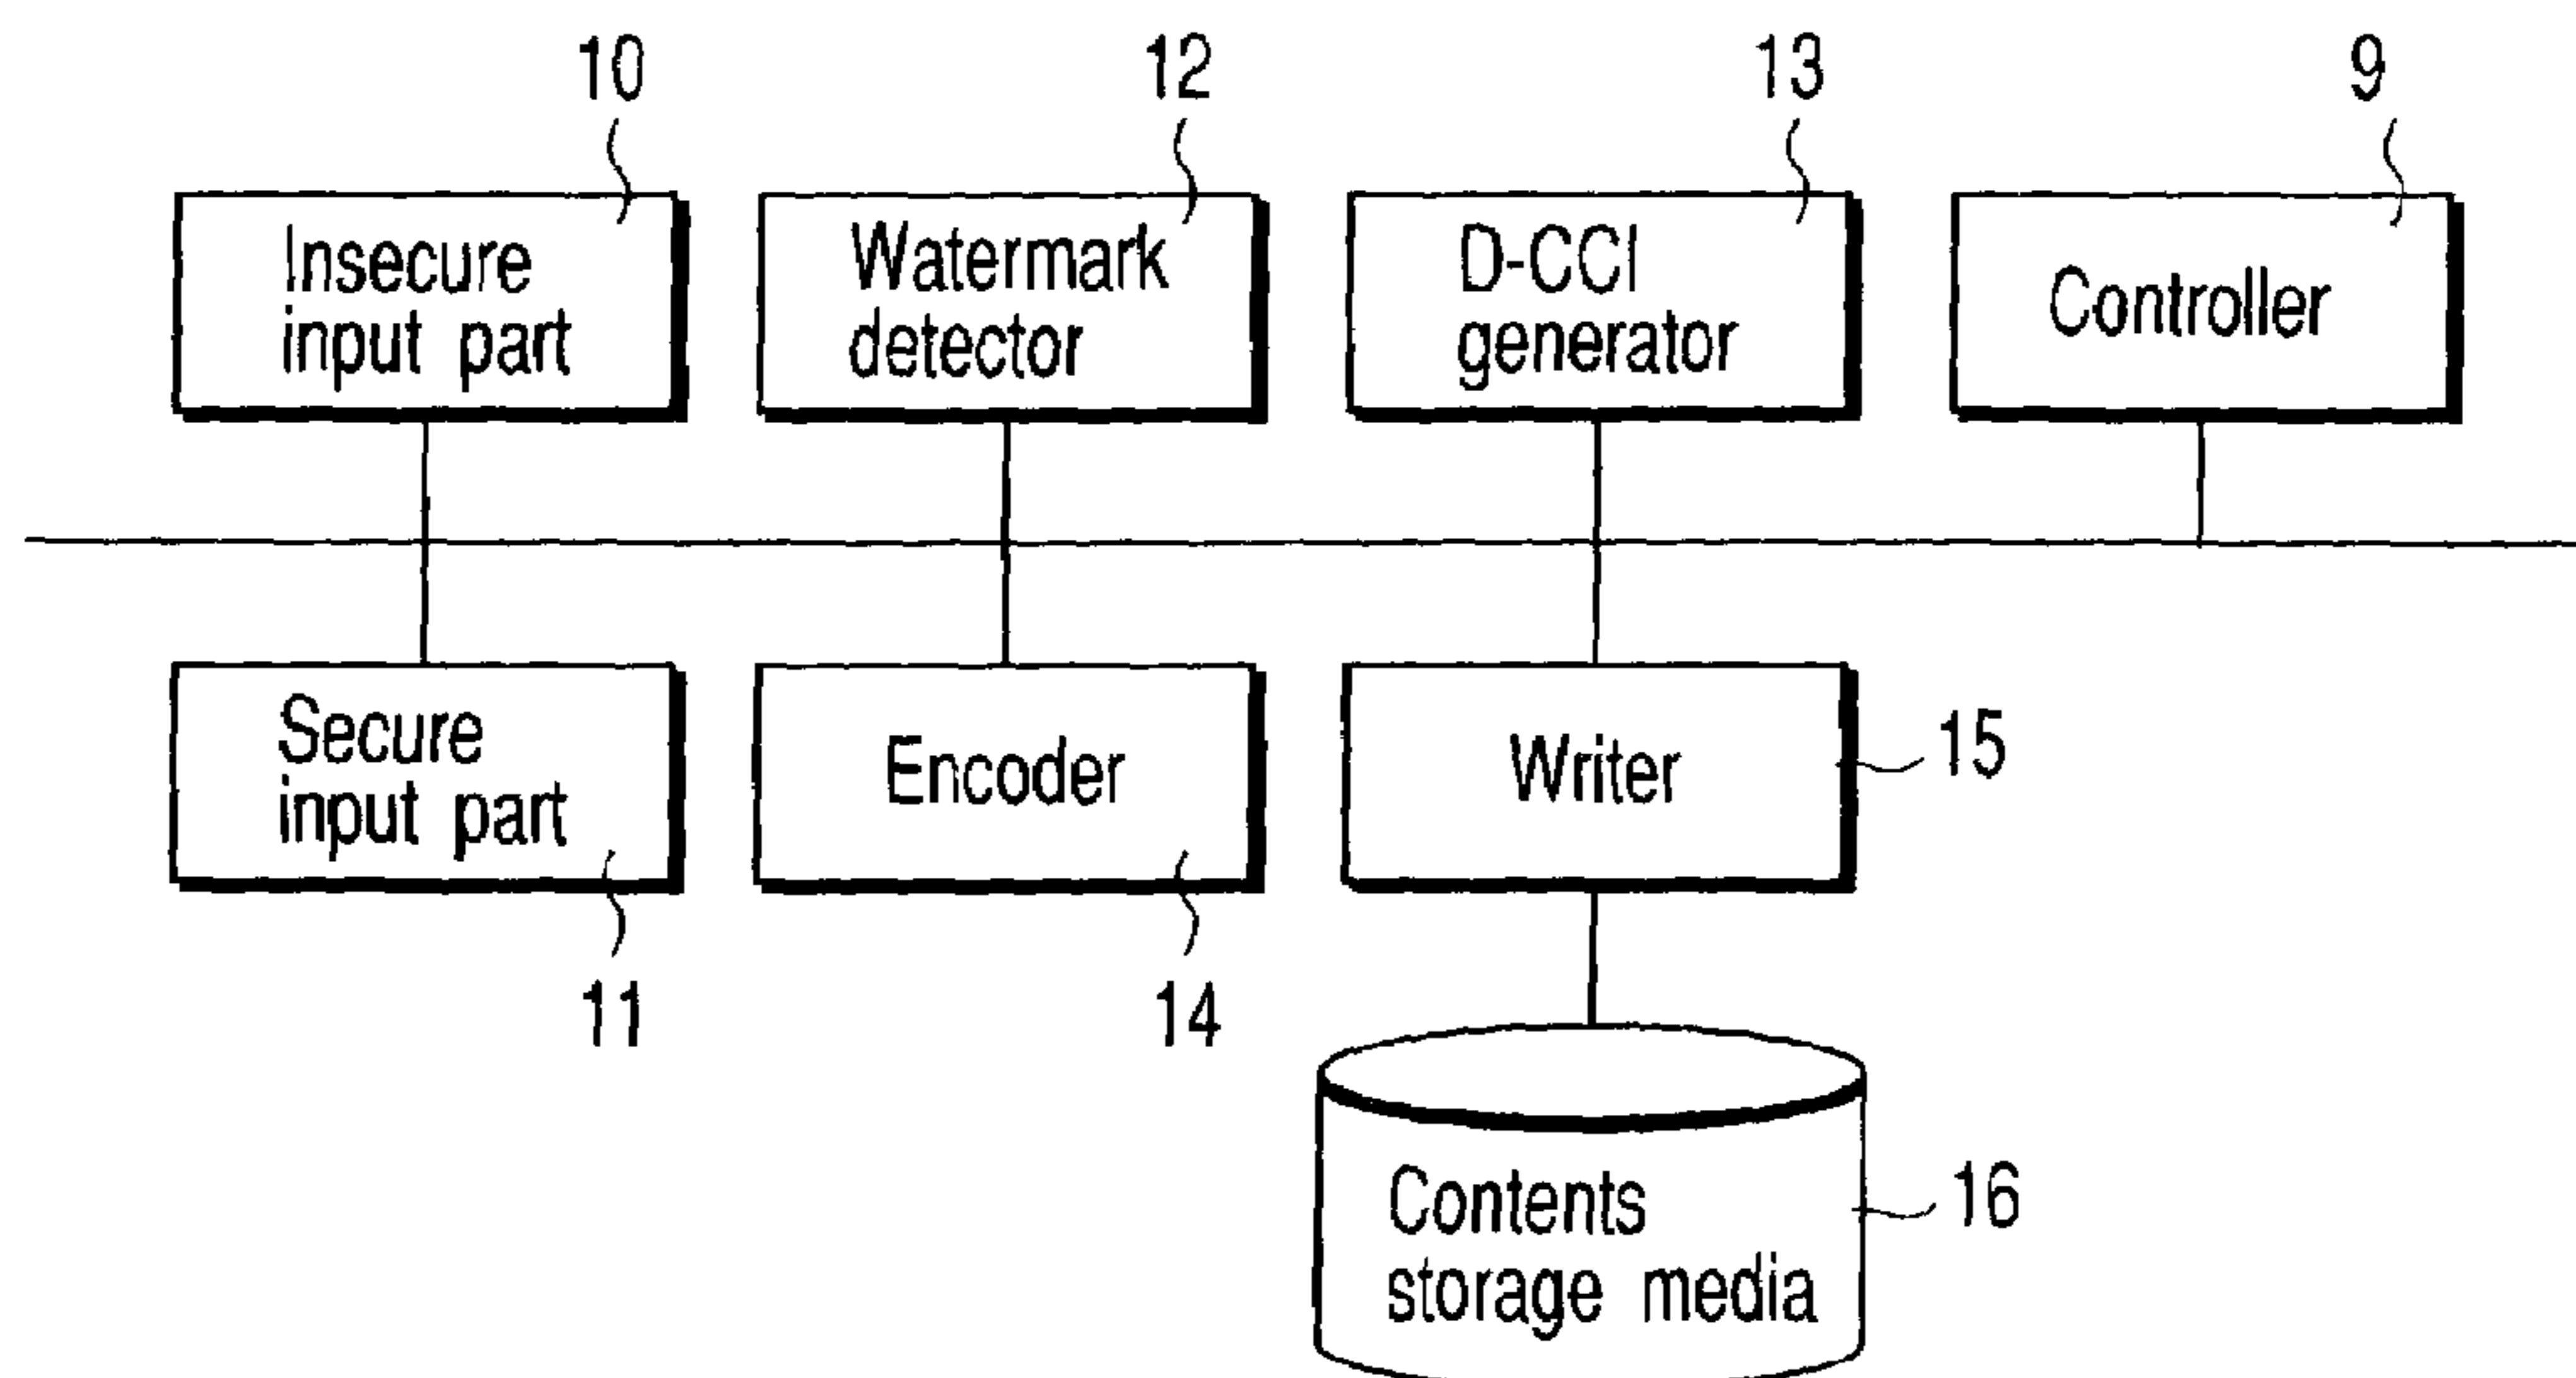 10
12
13
9
Insecure
input part
Watermark
detector
D-CCI
generator
Controller
Secure
input part
Encoder
Writer
15
11
14
Contents
storage media
16